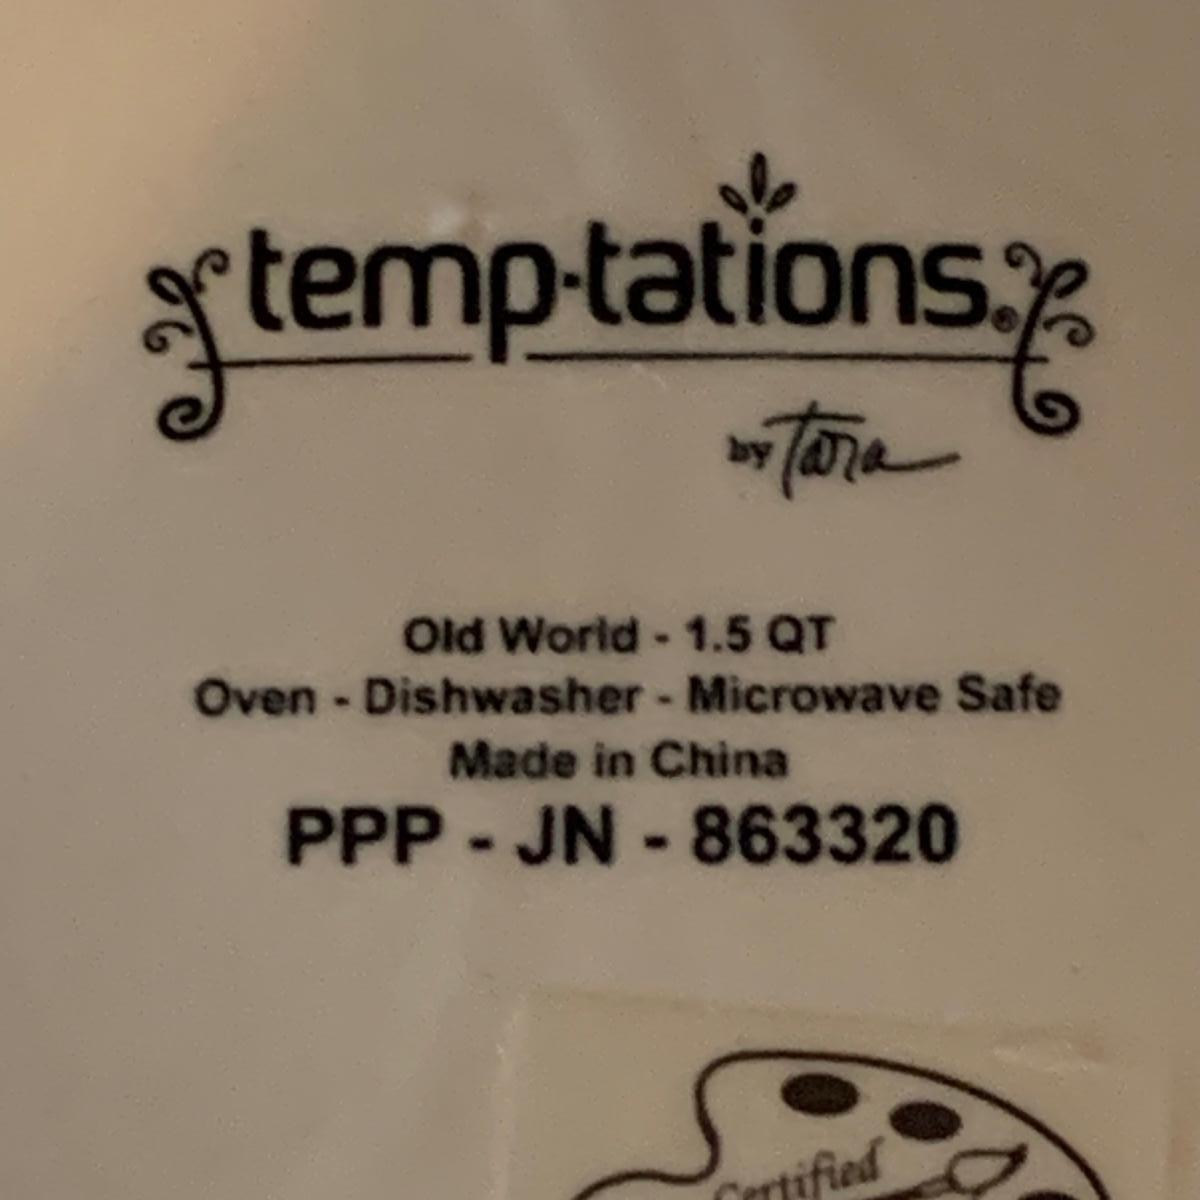 temp·tations®
by Tara
Old World - 1.5 QT
Oven - Dishwasher - Microwave Safe
Made in China
PPP - JN - 863320
Certified